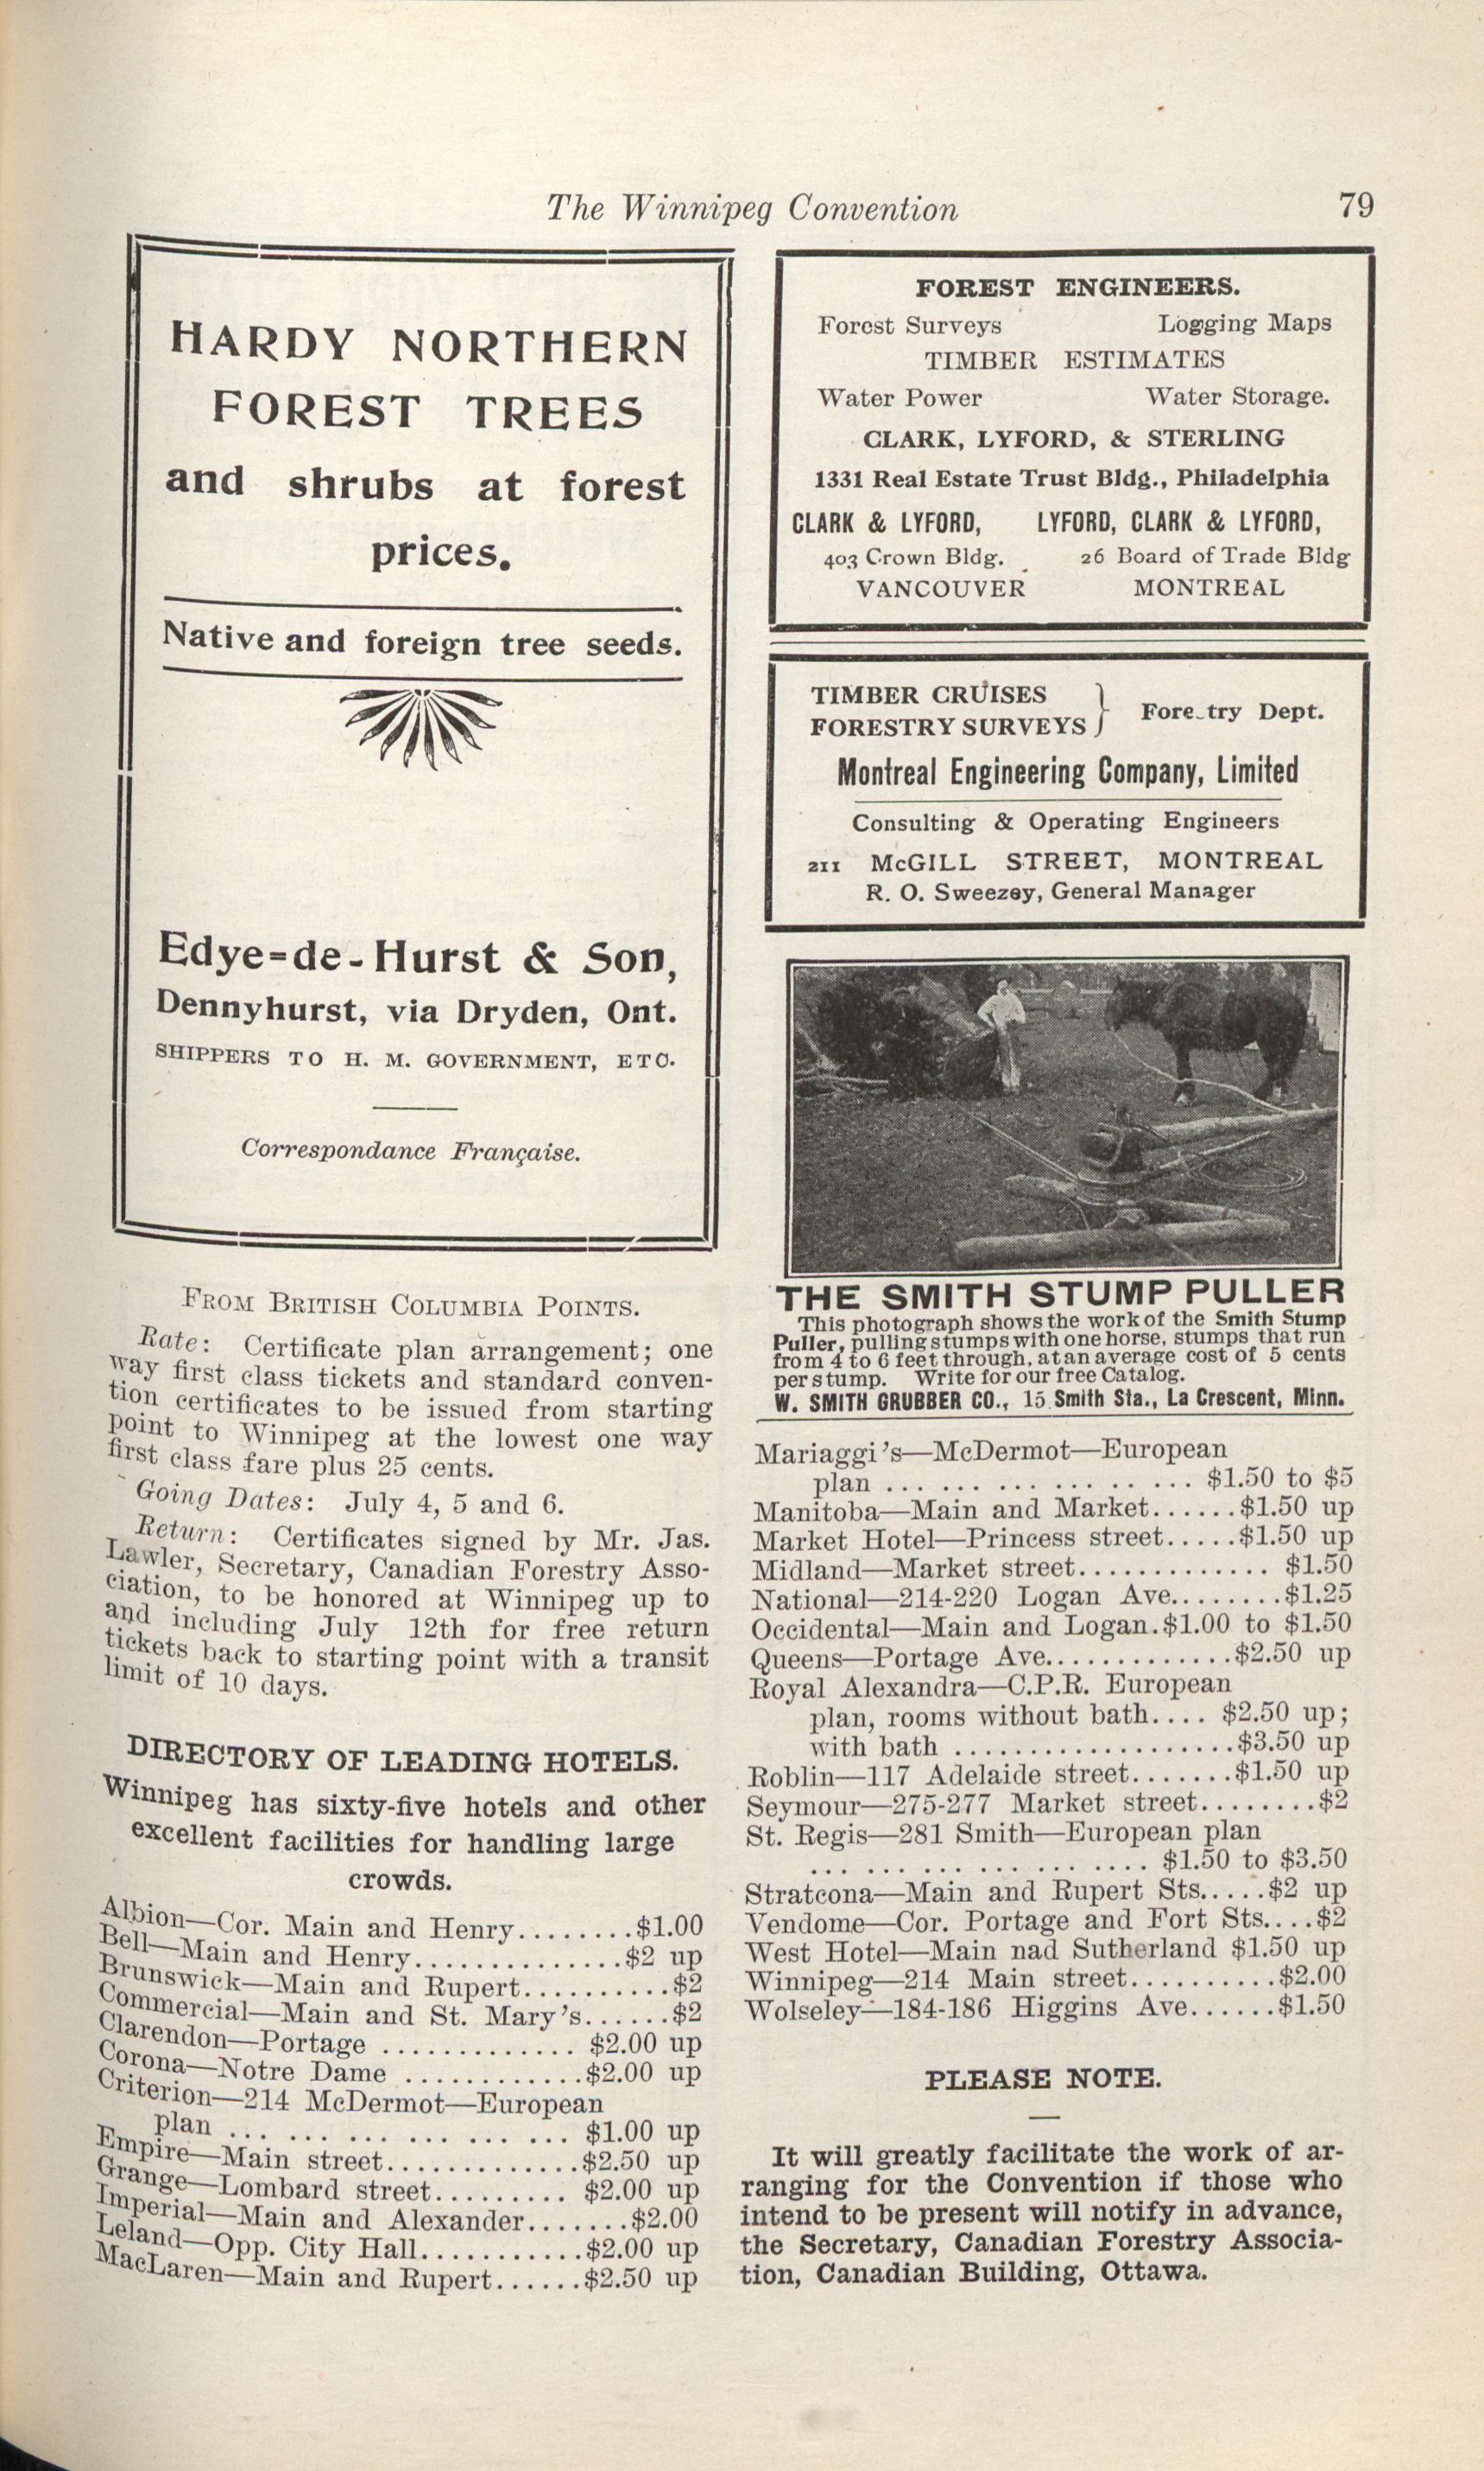 The Winnipeg Convention 79
HARDY NORTHERN
FOREST TREES
and shrubs at forest
prices.
Native and foreign tree seeds.
Edye=de-Hurst & Son,
Dennyhurst, via Dryden, Ont.
SHIPPERS TO H. M. GOVERNMENT, ETC.
Correspondance Française.
FROM BRITISH COLUMBIA POINTS.
Rate: Certificate plan arrangement; one
way first class tickets and standard conven-
tion certificates to be issued from starting
point to Winnipeg at the lowest one way
first class fare plus 25 cents.
Going Dates: July 4, 5 and 6.
Return: Certificates signed by Mr. Jas.
Lawler, Secretary, Canadian Forestry Asso-
ciation, to be honored at Winnipeg up to
and including July 12th for free return
tickets back to starting point with a transit
limit of 10 days.
DIRECTORY OF LEADING HOTELS.
Winnipeg has sixty-five hotels and other
excellent facilities for handling large
crowds.
Albion—Cor. Main and Henry........$1.00
Bell—Main and Henry...............$2 up
Brunswick—Main and Rupert..........$2
Commercial—Main and St. Mary's......$2
Clarendon—Portage ............. $2.00 up
Corona—Notre Dame ............$2.00 up
Criterion—214 McDermot—European
plan ... ... ... ... ... ... ... $1.00 up
Empire—Main street.............$2.50 up
Grange—Lombard street......... $2.00 up
Imperial—Main and Alexander.......$2.00
Leland—Opp. City Hall...........$2.00 up
MacLaren—Main and Rupert......$2.50 up
FOREST ENGINEERS.
Forest Surveys Logging Maps
TIMBER ESTIMATES
Water Power Water Storage.
CLARK, LYFORD, & STERLING
1331 Real Estate Trust Bldg., Philadelphia
CLARK & LYFORD, LYFORD, CLARK & LYFORD,
403 Crown Bldg. 26 Board of Trade Bldg
VANCOUVER MONTREAL
TIMBER CRUISES
FORESTRY SURVEYS } Fore try Dept.
Montreal Engineering Company, Limited
Consulting & Operating Engineers
211 McGILL STREET, MONTREAL
R. O. Sweezey, General Manager
THE SMITH STUMP PULLER
This photograph shows the work of the Smith Stump
Puller, pulling stumps with one horse, stumps that run
from 4 to 6 feet through, at an average cost of 5 cents
per stump. Write for our free Catalog.
W. SMITH GRUBBER CO., 15 Smith Sta., La Crescent, Minn.
Mariaggi's—McDermot—European
plan ... ... ... ... .. ... $1.50 to $5
Manitoba—Main and Market......$1.50 up
Market Hotel—Princess street.....$1.50 up
Midland—Market street............. $1.50
National—214-220 Logan Ave........$1.25
Occidental—Main and Logan.$1.00 to $1.50
Queens—Portage Ave.............$2.50 up
Royal Alexandra—C.P.R. European
plan, rooms without bath.... $2.50 up;
with bath ...................$3.50 up
Roblin—117 Adelaide street.......$1.50 up
Seymour—275-277 Market street........$2
St. Regis—281 Smith—European plan
... ... ... ... ... .... $1.50 to $3.50
Stratcona—Main and Rupert Sts.....$2 up
Vendome—Cor. Portage and Fort Sts....$2
West Hotel—Main nad Sutherland $1.50 up
Winnipeg—214 Main street..........$2.00
Wolseley—184-186 Higgins Ave......$1.50
PLEASE NOTE.
It will greatly facilitate the work of ar-
ranging for the Convention if those who
intend to be present will notify in advance,
the Secretary, Canadian Forestry Associa-
tion, Canadian Building, Ottawa.